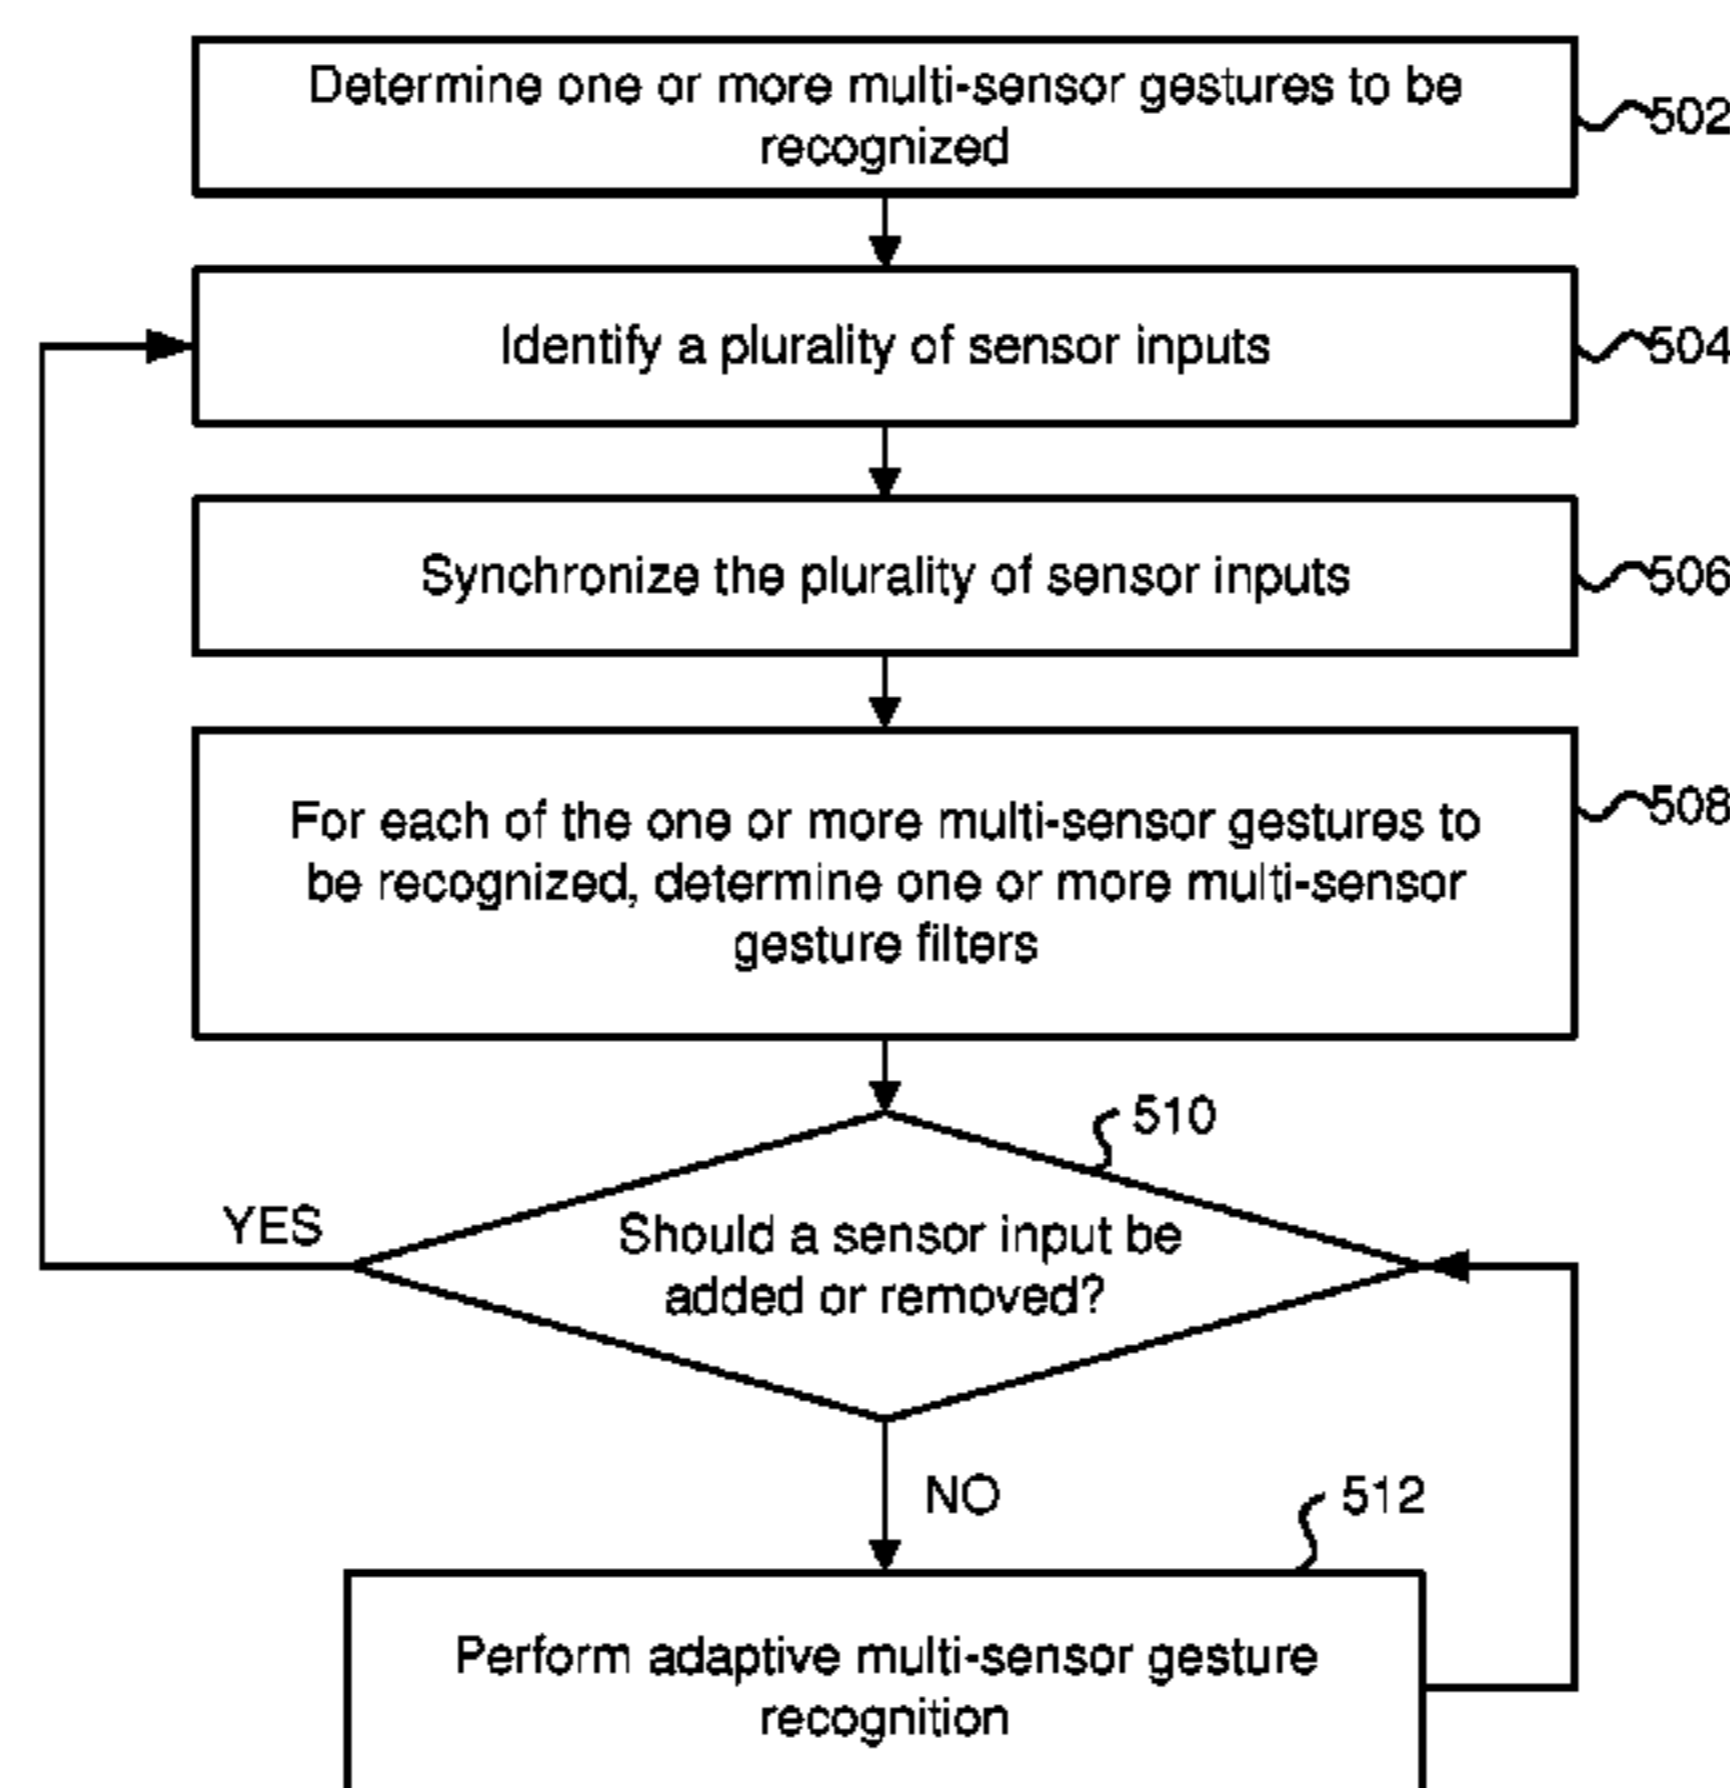 Determine one or more multi-sensor gestures to be
recognized
502
Identify a plurality of sensor inputs
504
Synchronize the plurality of sensor inputs
506
For each of the one or more multi-sensor gestures to
be recognized, determine one or more multi-sensor
gesture filters
508
510
YES
Should a sensor input be
added or removed?
NO
512
Perform adaptive multi-sensor gesture
recognition